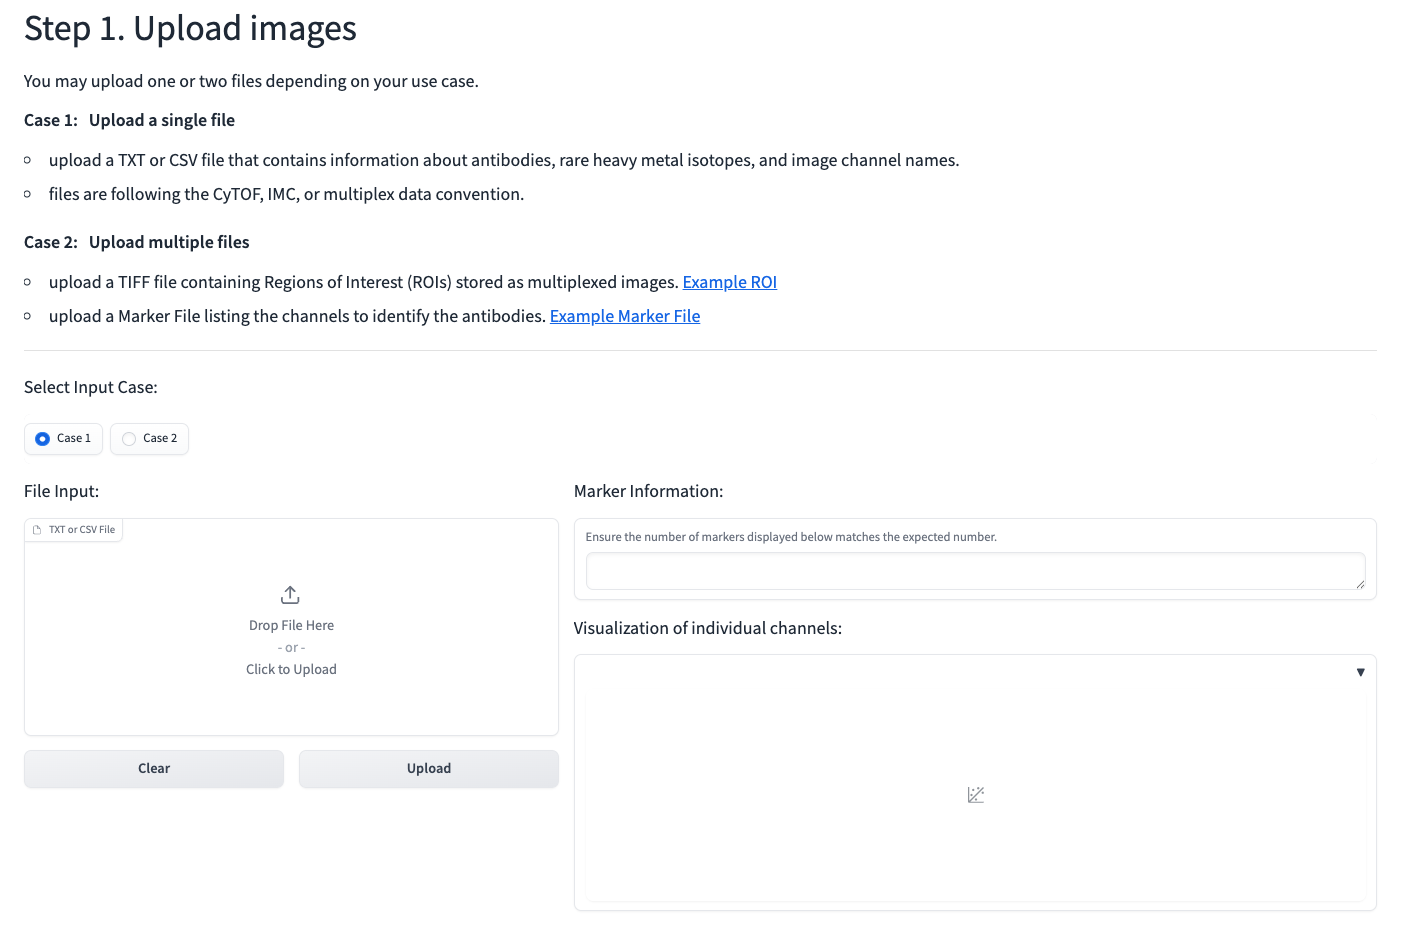 Step 1. Upload images
You may upload one or two files depending on your use case.
Case 1: Upload a single file
upload a TXT or CSV file that contains information about antibodies, rare heavy metal isotopes, and image channel names.
files are following the CyTOF, IMC, or multiplex data convention.
Case 2: Upload multiple files
upload a TIFF file containing Regions of Interest (ROIs) stored as multiplexed images. Example ROI
upload a Marker File listing the channels to identify the antibodies. Example Marker File
Select Input Case:
Case 1
Case 2
File Input:
TXT or CSV File
Drop File Here
- or -
Click to Upload
Clear
Upload
Marker Information:
Ensure the number of markers displayed below matches the expected number.
Visualization of individual channels: